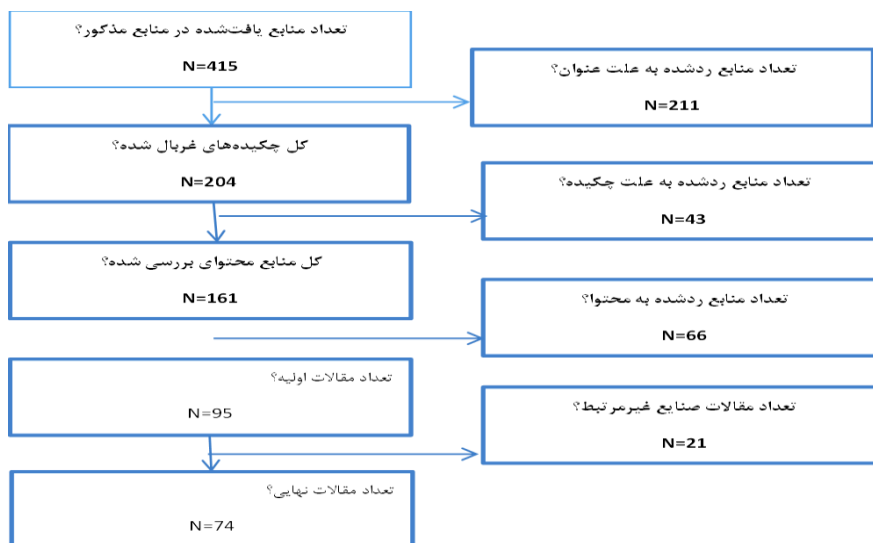 تعداد منابع یافت‌شده در منابع مذکور؟
N=415
تعداد منابع ردشده به علت عنوان؟
N=211
کل چکیده‌های غربال شده؟
N=204
تعداد منابع ردشده به علت چکیده؟
N=43
کل منابع محتوای بررسی شده؟
N=161
تعداد منابع ردشده به محتوا؟
N=66
تعداد مقالات اولیه؟
N=95
تعداد مقالات صنایع غیرمرتبط؟
N=21
تعداد مقالات نهایی؟
N=74